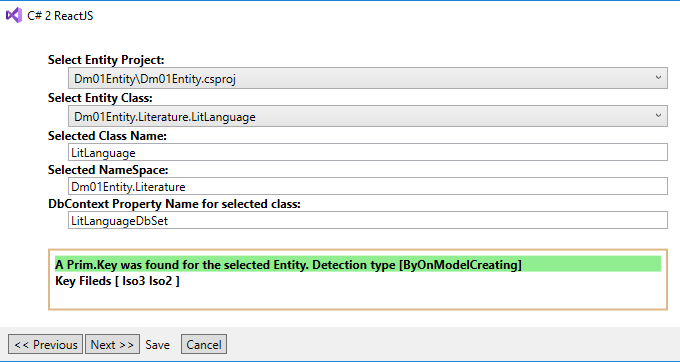 C# 2 ReactJS
Select Entity Project:
Dm01Entity\Dm01Entity.csproj
Select Entity Class:
Dm01Entity.Literature.LitLanguage
Selected Class Name:
LitLanguage
Selected NameSpace:
Dm01Entity.Literature
DbContext Property Name for selected class:
LitLanguageDbSet
A Prim.Key was found for the selected Entity. Detection type [ByOnModelCreating]
Key Fileds [ Iso3 Iso2 ]
<< Previous Next >> Save Cancel